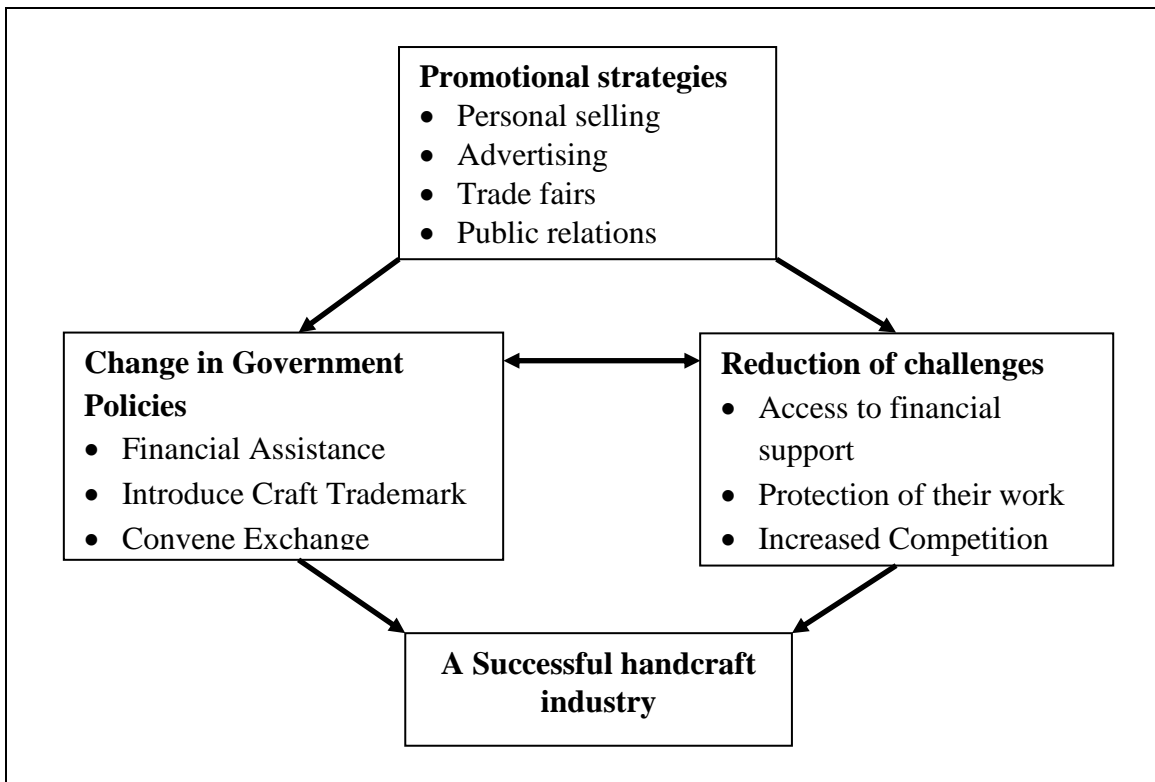 Promotional strategies
• Personal selling
• Advertising
• Trade fairs
• Public relations
Change in Government
Policies
• Financial Assistance
• Introduce Craft Trademark
• Convene Exchange
Reduction of challenges
• Access to financial
support
• Protection of their work
• Increased Competition
A Successful handcraft
industry